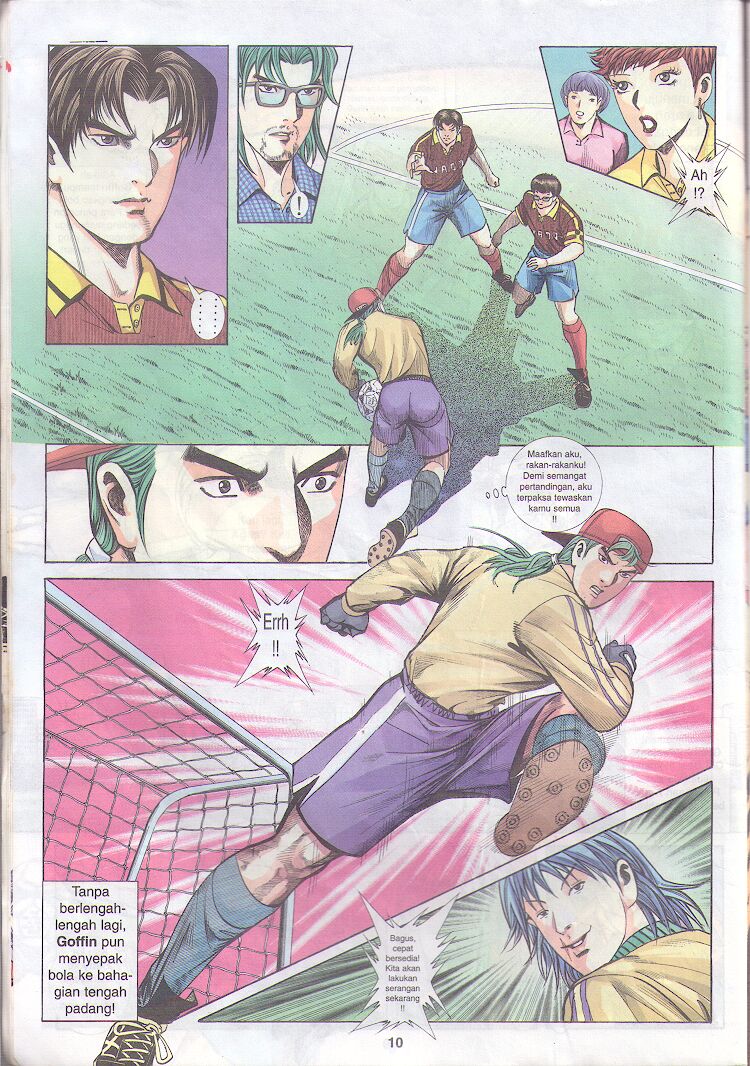 .....
.....
!
Ah
!?
Maafkan aku,
rakan-rakanku!
Demi semangat
pertandingan, aku
terpaksa tewaskan
kamu semua
!!
Errh
!!
Tanpa
berlengah-
lengah lagi,
Goffin pun
menyepak
bola ke baha-
gian tengah
padang!
Bagus,
cepat
bersedia!
Kita akan
lakukan
serangan
sekarang
!!
10